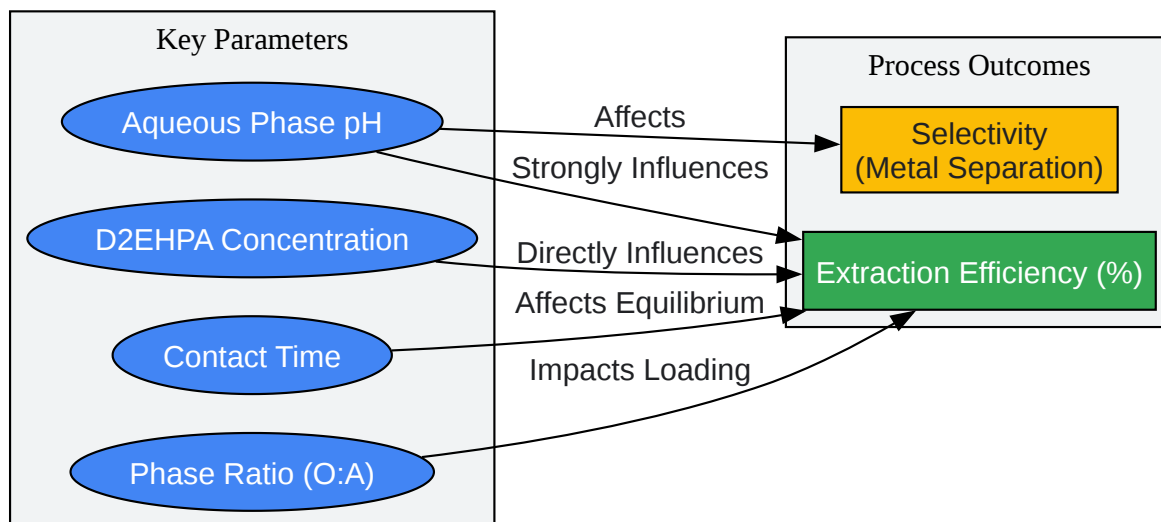 Key Parameters
Aqueous Phase pH
D2EHPA Concentration
Contact Time
Phase Ratio (O:A)
Affects
Strongly Influences
Directly Influences
Affects Equilibrium
Impacts Loading
Process Outcomes
Selectivity
(Metal Separation)
Extraction Efficiency (%)